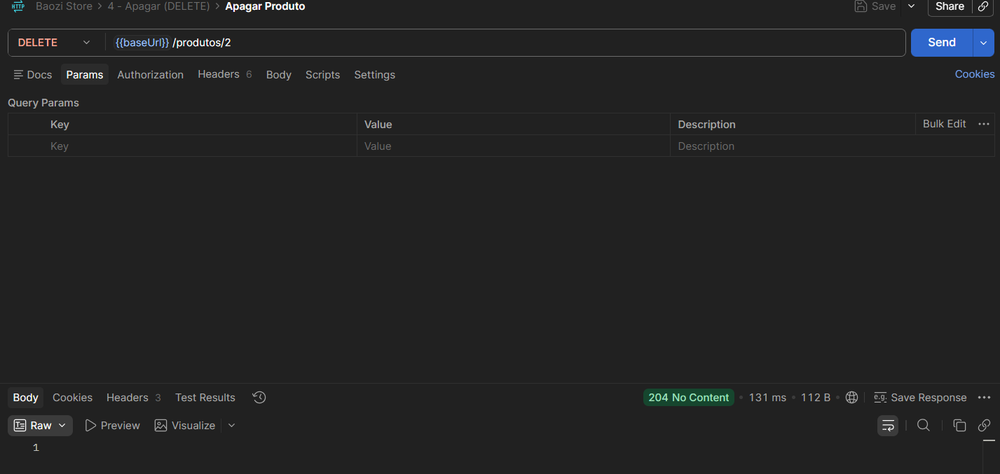 HTTP Baozi Store > 4 - Apagar (DELETE) > Apagar Produto Save Share
DELETE {{baseUrl}} /produtos/2 Send
Docs Params Authorization Headers 6 Body Scripts Settings Cookies
Query Params
Key Value Description Bulk Edit ...
Key Value Description
Body Cookies Headers 3 Test Results 204 No Content • 131 ms • 112 B • e.g. Save Response ...
Raw Preview Visualize
1